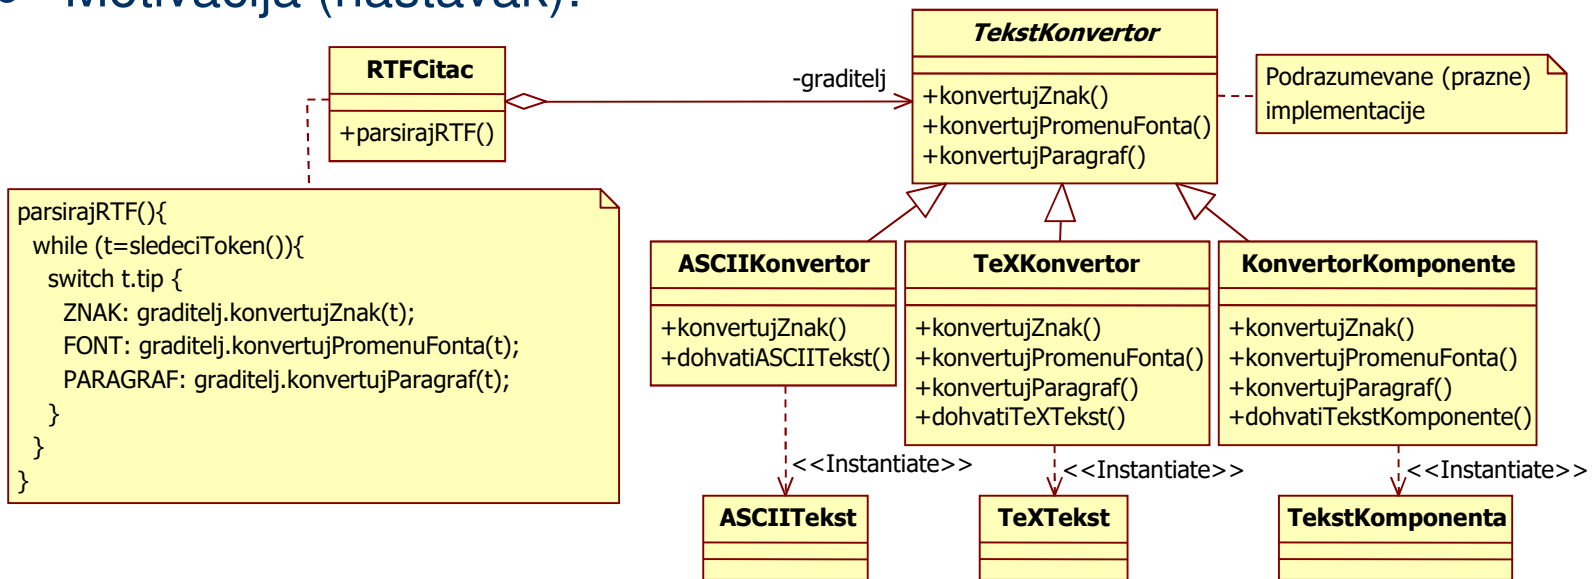 Motivacija (nastavak):
RTFCitac
+parsirajRTF()
-graditelj
TekstKonvertor
+konvertujZnak()
+konvertujPromenuFonta()
+konvertujParagraf()
Podrazumevane (prazne)
implementacije
parsirajRTF(){
while (t=sledeciToken()){
switch t.tip {
ZNAK: graditelj.konvertujZnak(t);
FONT: graditelj.konvertujPromenuFonta(t);
PARAGRAF: graditelj.konvertujParagraf(t);
}
}
}
ASCIIKonvertor
+konvertujZnak()
+dohvatiASCIITekst()
TeXKonvertor
+konvertujZnak()
+konvertujPromenuFonta()
+konvertujParagraf()
+dohvatiTeXTekst()
KonvertorKomponente
+konvertujZnak()
+konvertujPromenuFonta()
+konvertujParagraf()
+dohvatiTekstKomponente()
<<Instantiate>>
<<Instantiate>>
<<Instantiate>>
ASCIITekst
TeXTekst
TekstKomponenta